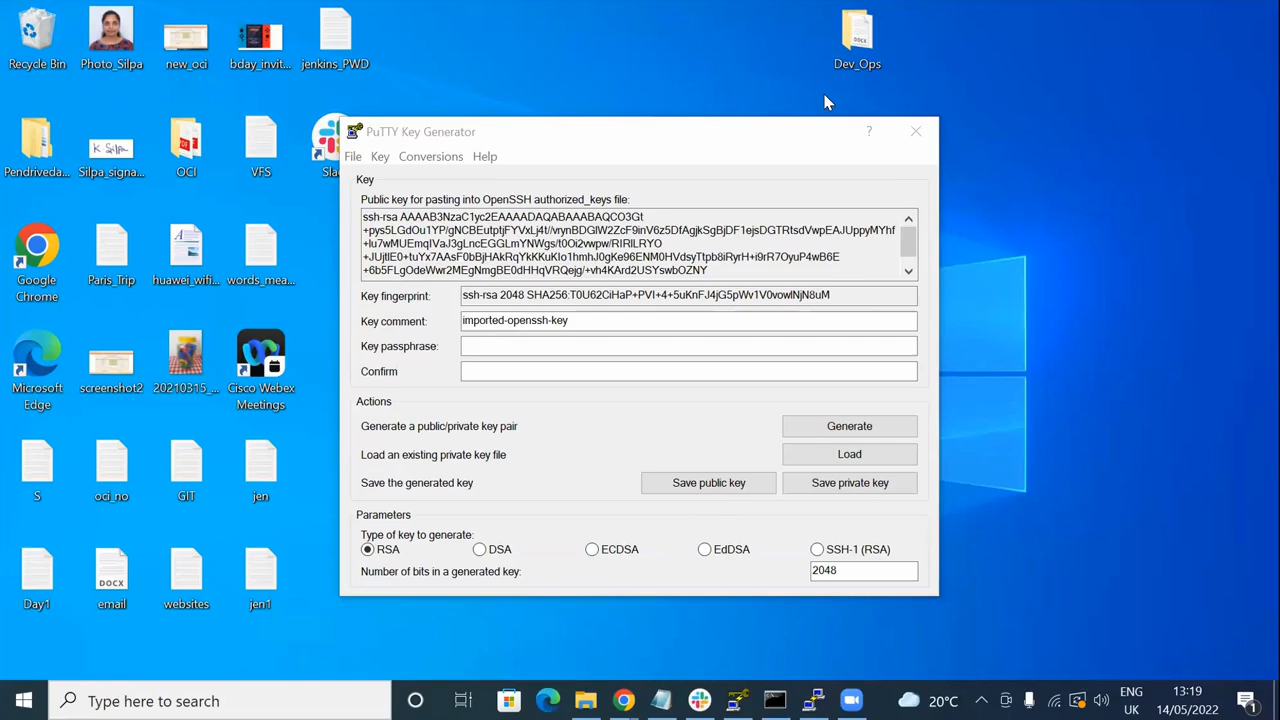 Recycle Bin
Photo_Silpa
new_oci
bday_invit...
jenkins_PWD
Dev_Ops
Pendriveda...
K Silpa
Silpa_signa...
OCI
VFS
Google
Chrome
Paris_Trip
huawei_wifi...
words_mea...
Microsoft
Edge
screenshot2
20210315_...
Cisco Webex
Meetings
S
oci_no
GIT
jen
Day1
DOCX
email
websites
jen1
PuTTY Key Generator
?
File Key Conversions Help
Key
Public key for pasting into OpenSSH authorized_keys file:
ssh-rsa AAAAB3NzaC1yc2EAAAADAQABAAABAQCO3Gt
Key fingerprint:
ssh-rsa 2048 SHA256:T0U62CiHaP+PVI+4+5uKnFJ4jG5pWv1V0vowlNjN8uM
Key comment:
imported-openssh-key
Key passphrase:
Confirm
Actions
Generate a public/private key pair
Generate
Load an existing private key file
Load
Save the generated key
Save public key
Save private key
Parameters
Type of key to generate:
RSA DSA ECDSA EdDSA SSH-1 (RSA)
Number of bits in a generated key:
2048
Type here to search
20°C
ENG
UK
13:19
14/05/2022
1